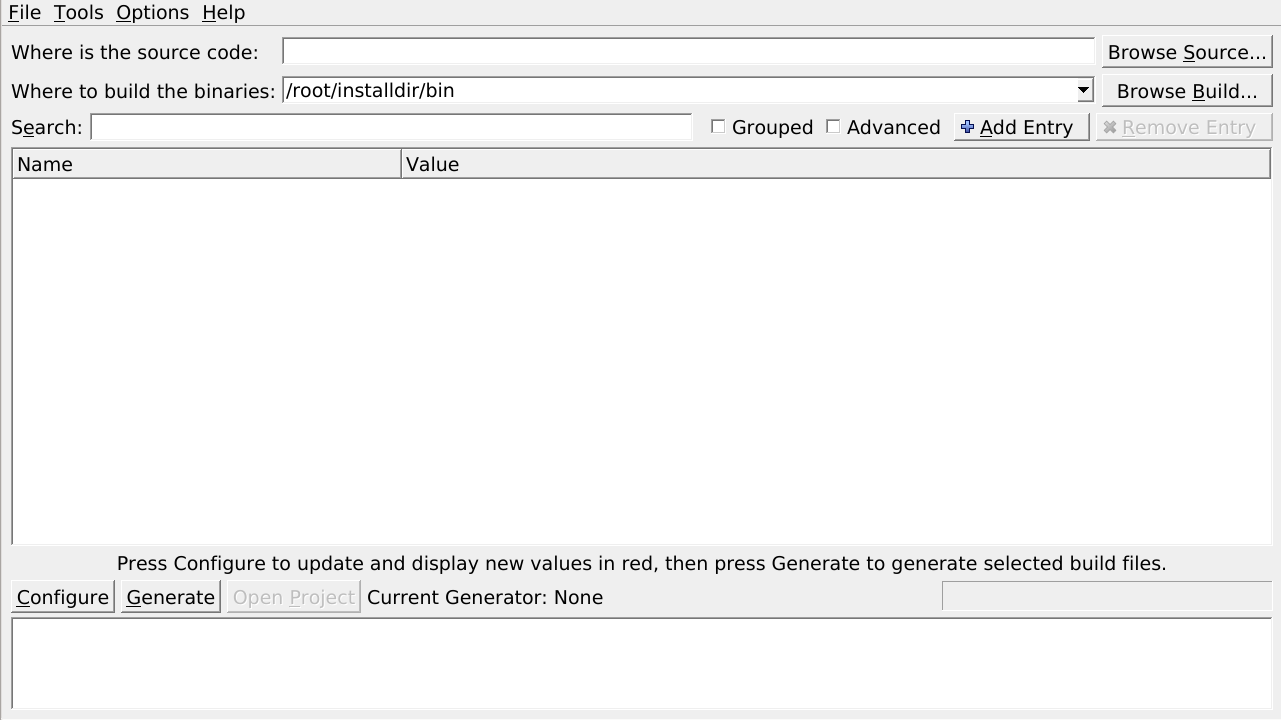 File Tools Options Help
Where is the source code: Browse Source...
Where to build the binaries: /root/installdir/bin Browse Build...
Search: Grouped Advanced Add Entry Remove Entry
Name Value
Press Configure to update and display new values in red, then press Generate to generate selected build files.
Configure Generate Open Project Current Generator: None